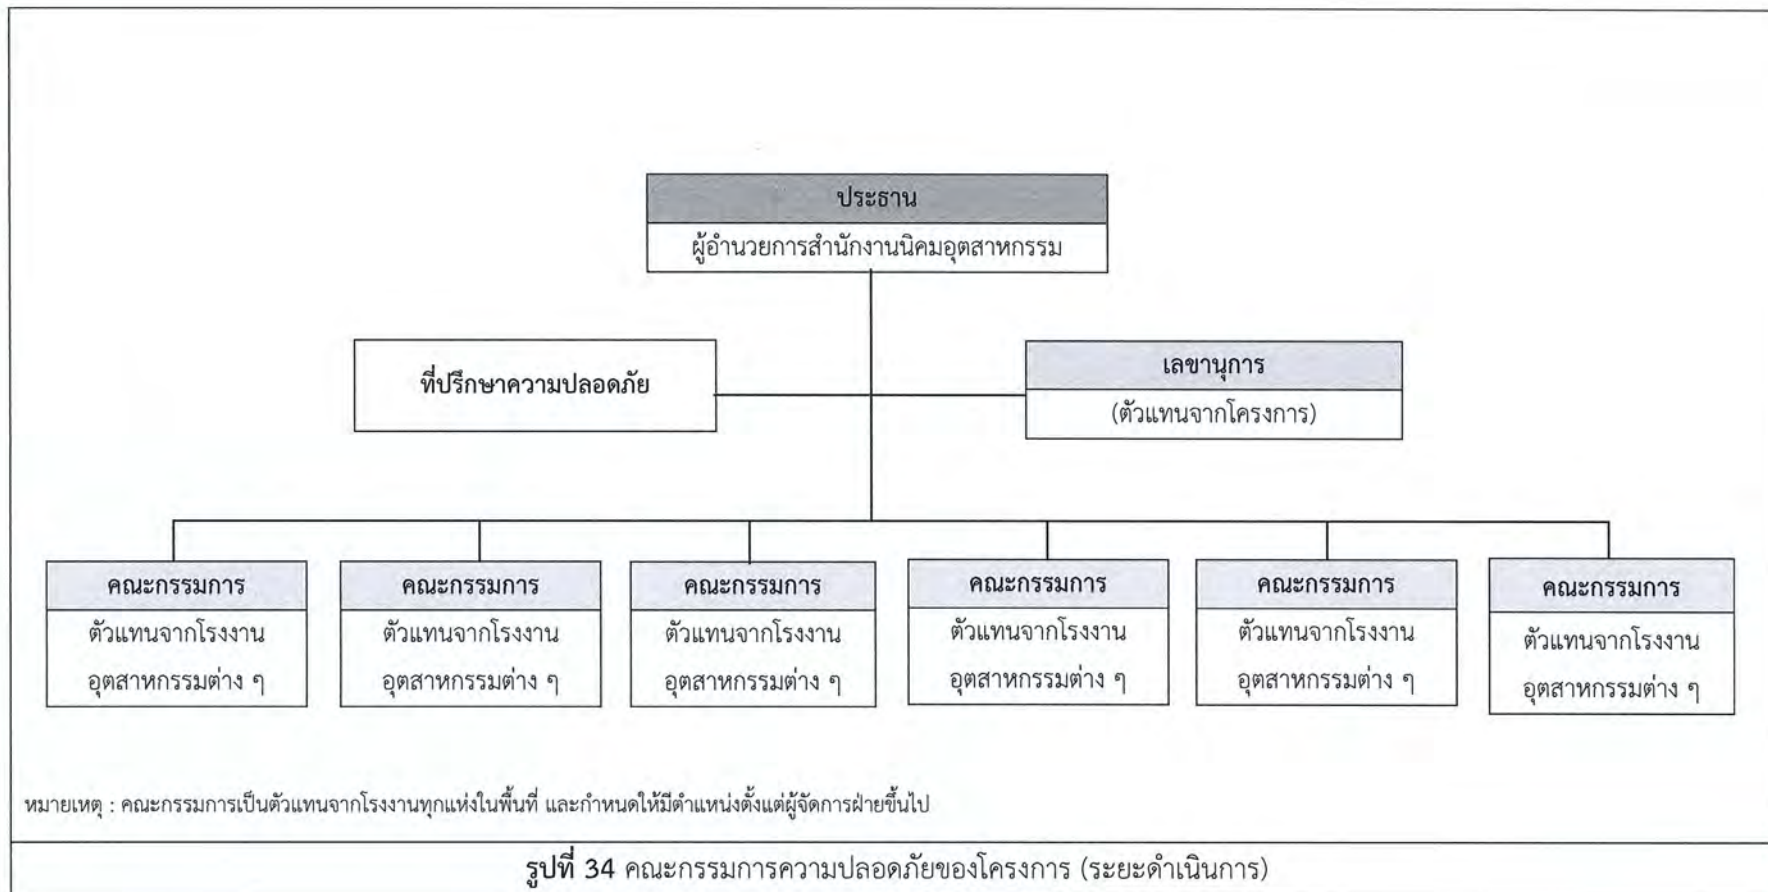 ประธาน
ผู้อำนวยการสำนักงานนิคมอุตสาหกรรม
ที่ปรึกษาความปลอดภัย
เลขานุการ
(ตัวแทนจากโครงการ)
คณะกรรมการ
ตัวแทนจากโรงงาน
อุตสาหกรรมต่าง ๆ
คณะกรรมการ
ตัวแทนจากโรงงาน
อุตสาหกรรมต่าง ๆ
คณะกรรมการ
ตัวแทนจากโรงงาน
อุตสาหกรรมต่าง ๆ
คณะกรรมการ
ตัวแทนจากโรงงาน
อุตสาหกรรมต่าง ๆ
คณะกรรมการ
ตัวแทนจากโรงงาน
อุตสาหกรรมต่าง ๆ
คณะกรรมการ
ตัวแทนจากโรงงาน
อุตสาหกรรมต่าง ๆ
หมายเหตุ : คณะกรรมการเป็นตัวแทนจากโรงงานทุกแห่งในพื้นที่ และกำหนดให้มีตำแหน่งตั้งแต่ผู้จัดการฝ่ายขึ้นไป
รูปที่ 34 คณะกรรมการความปลอดภัยของโครงการ (ระยะดำเนินการ)